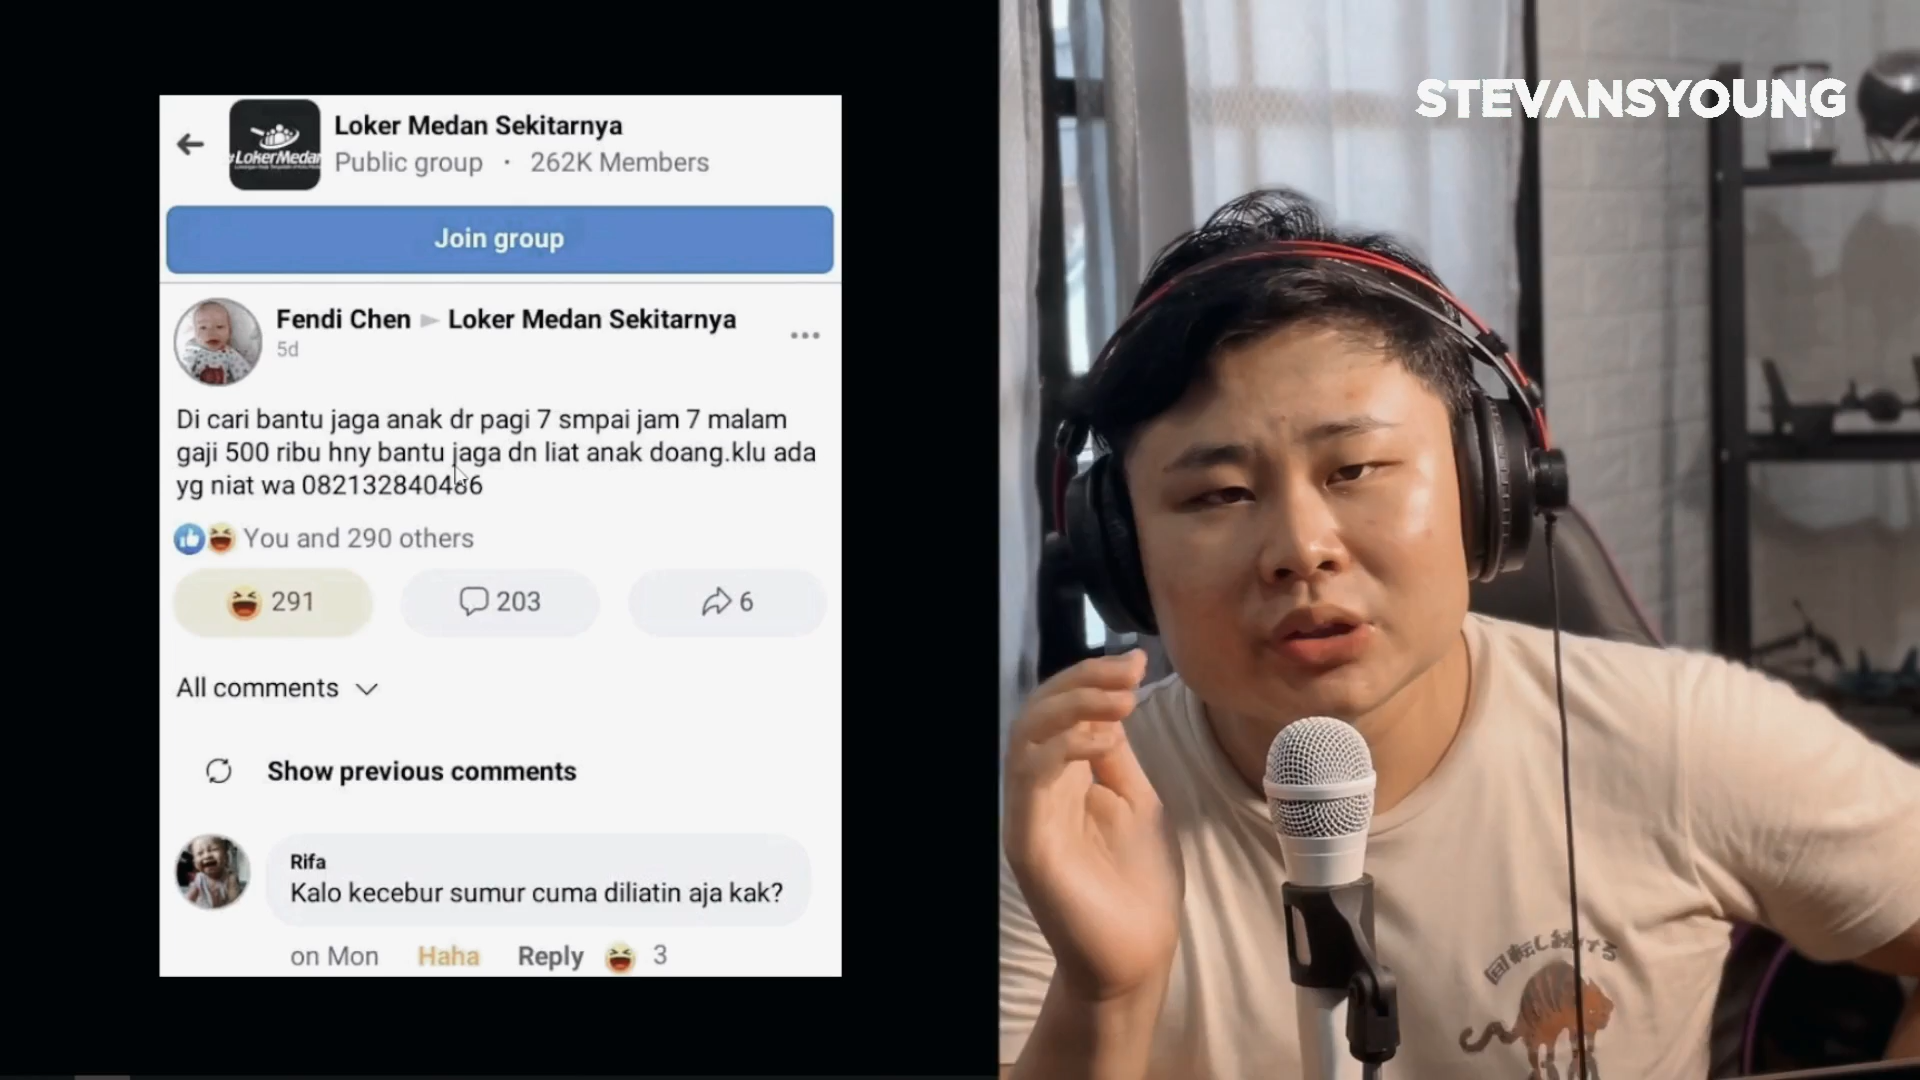 STEVANSYOUNG
Loker Medan Sekitarnya
#LokerMedan
Public group · 262K Members
Join group
Fendi Chen ▶ Loker Medan Sekitarnya
5d
Di cari bantu jaga anak dr pagi 7 smpai jam 7 malam
gaji 500 ribu hny bantu jaga dn liat anak doang.klu ada
yg niat wa 082132840486
You and 290 others
291
203
6
All comments
Show previous comments
Rifa
Kalo kecebur sumur cuma diliatin aja kak?
on Mon Haha Reply 3